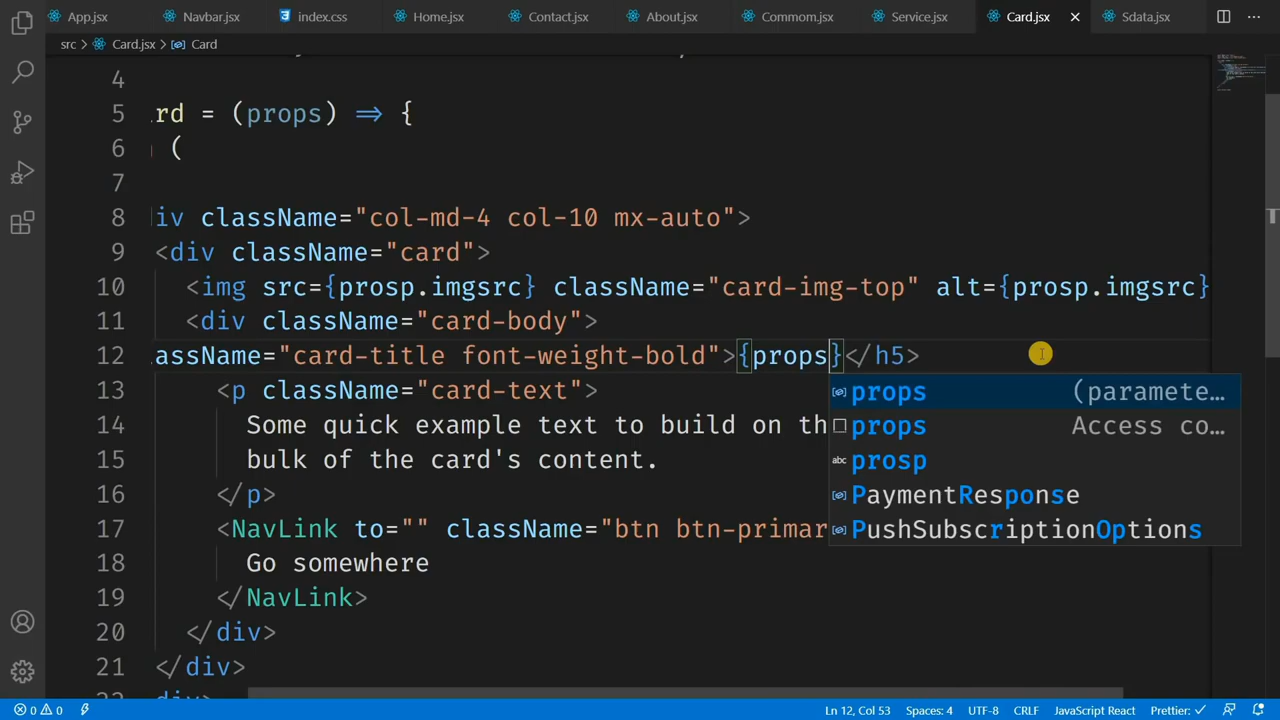 App.jsx Navbar.jsx index.css Home.jsx Contact.jsx About.jsx Commom.jsx Service.jsx Card.jsx Sdata.jsx
src > Card.jsx > Card
4
5 ard = (props) => {
6 (
7
8 iv className="col-md-4 col-10 mx-auto">
9 <div className="card">
10 <img src={prosp.imgsrc} className="card-img-top" alt={prosp.imgsrc}
11 <div className="card-body">
12 assName="card-title font-weight-bold">{props}</h5>
13 <p className="card-text">
props (paramete...
14 Some quick example text to build on th
props Access co...
15 bulk of the card's content.
prosp
16 </p>
PaymentResponse
17 <NavLink to="" className="btn btn-primar
PushSubscriptionOptions
18 Go somewhere
19 </NavLink>
20 </div>
21 </div>
22 div>
0 0 Ln 12, Col 53 Spaces: 4 UTF-8 CRLF JavaScript React Prettier: ✓